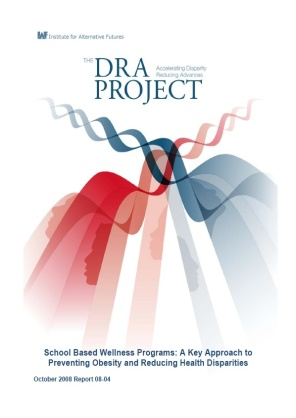 IAF Institute for Alternative Futures
THE DRA Accelerating Disparity
Reducing Advances
PROJECT
School Based Wellness Programs: A Key Approach to
Preventing Obesity and Reducing Health Disparities
October 2008 Report 08-04